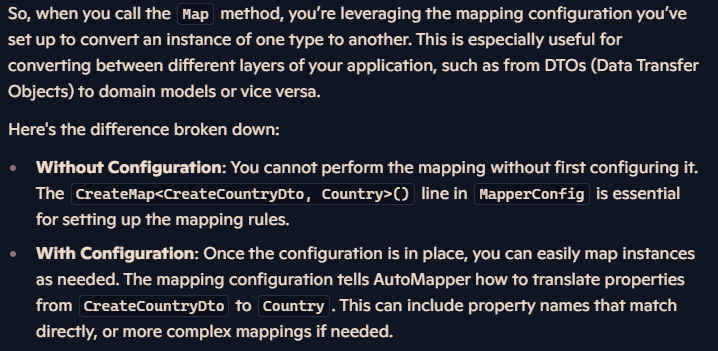 So, when you call the Map method, you're leveraging the mapping configuration you've
set up to convert an instance of one type to another. This is especially useful for
converting between different layers of your application, such as from DTOs (Data Transfer
Objects) to domain models or vice versa.
Here's the difference broken down:
• Without Configuration: You cannot perform the mapping without first configuring it.
The CreateMap<CreateCountryDto, Country>() line in MapperConfig is essential
for setting up the mapping rules.
• With Configuration: Once the configuration is in place, you can easily map instances
as needed. The mapping configuration tells AutoMapper how to translate properties
from CreateCountryDto to Country. This can include property names that match
directly, or more complex mappings if needed.